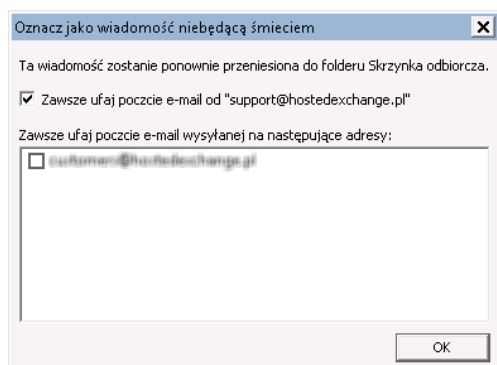 Oznacz jako wiadomość niebędącą śmieciem
Ta wiadomość zostanie ponownie przeniesiona do folderu Skrzynka odbiorcza.
Zawsze ufaj poczcie e-mail od "support@hostedexchange.pl"
Zawsze ufaj poczcie e-mail wysyłanej na następujące adresy:
OK